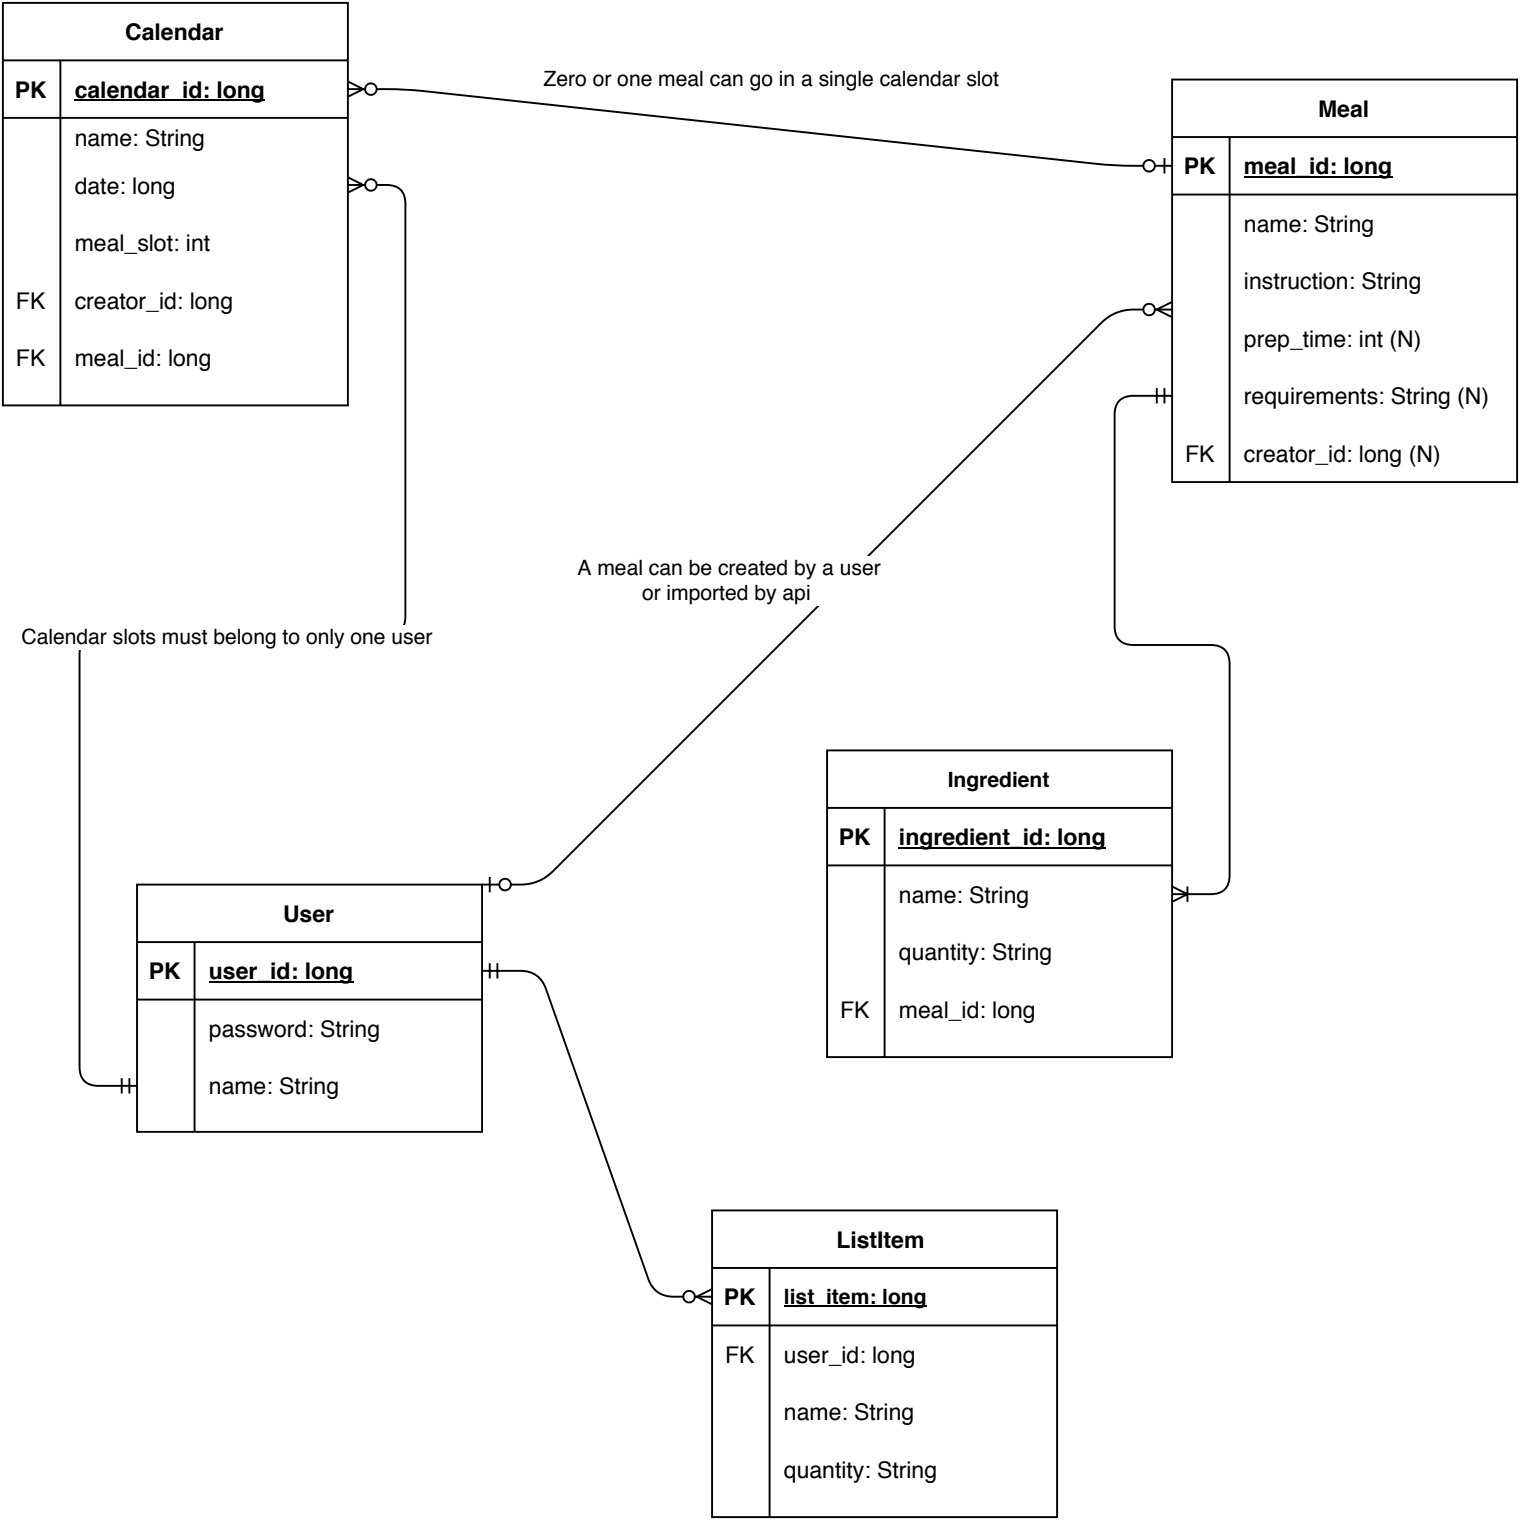 Calendar
PK calendar_id: long
name: String
date: long
meal_slot: int
FK creator_id: long
FK meal_id: long
Zero or one meal can go in a single calendar slot
Meal
PK meal_id: long
name: String
instruction: String
prep_time: int (N)
requirements: String (N)
FK creator_id: long (N)
A meal can be created by a user
or imported by api
Calendar slots must belong to only one user
Ingredient
PK ingredient_id: long
name: String
quantity: String
FK meal_id: long
User
PK user_id: long
password: String
name: String
ListItem
PK list_item: long
FK user_id: long
name: String
quantity: String